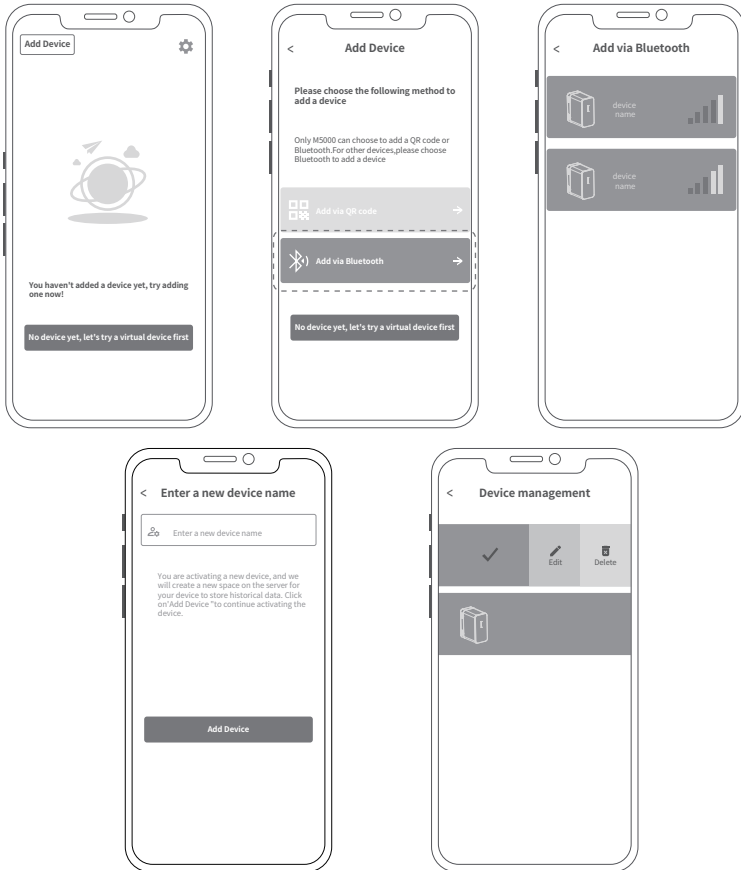 Add Device
You haven't added a device yet, try adding
one now!
No device yet, let's try a virtual device first
<
Add Device
Please choose the following method to
add a device
Only M5000 can choose to add a QR code or
Bluetooth.For other devices,please choose
Bluetooth to add a device
Add via QR code
Add via Bluetooth
No device yet, let's try a virtual device first
<
Add via Bluetooth
device
name
device
name
<
Enter a new device name
Enter a new device name
You are activating a new device, and we
will create a new space on the server for
your device to store historical data. Click
on'Add Device "to continue activating the
device.
Add Device
<
Device management
Edit
Delete